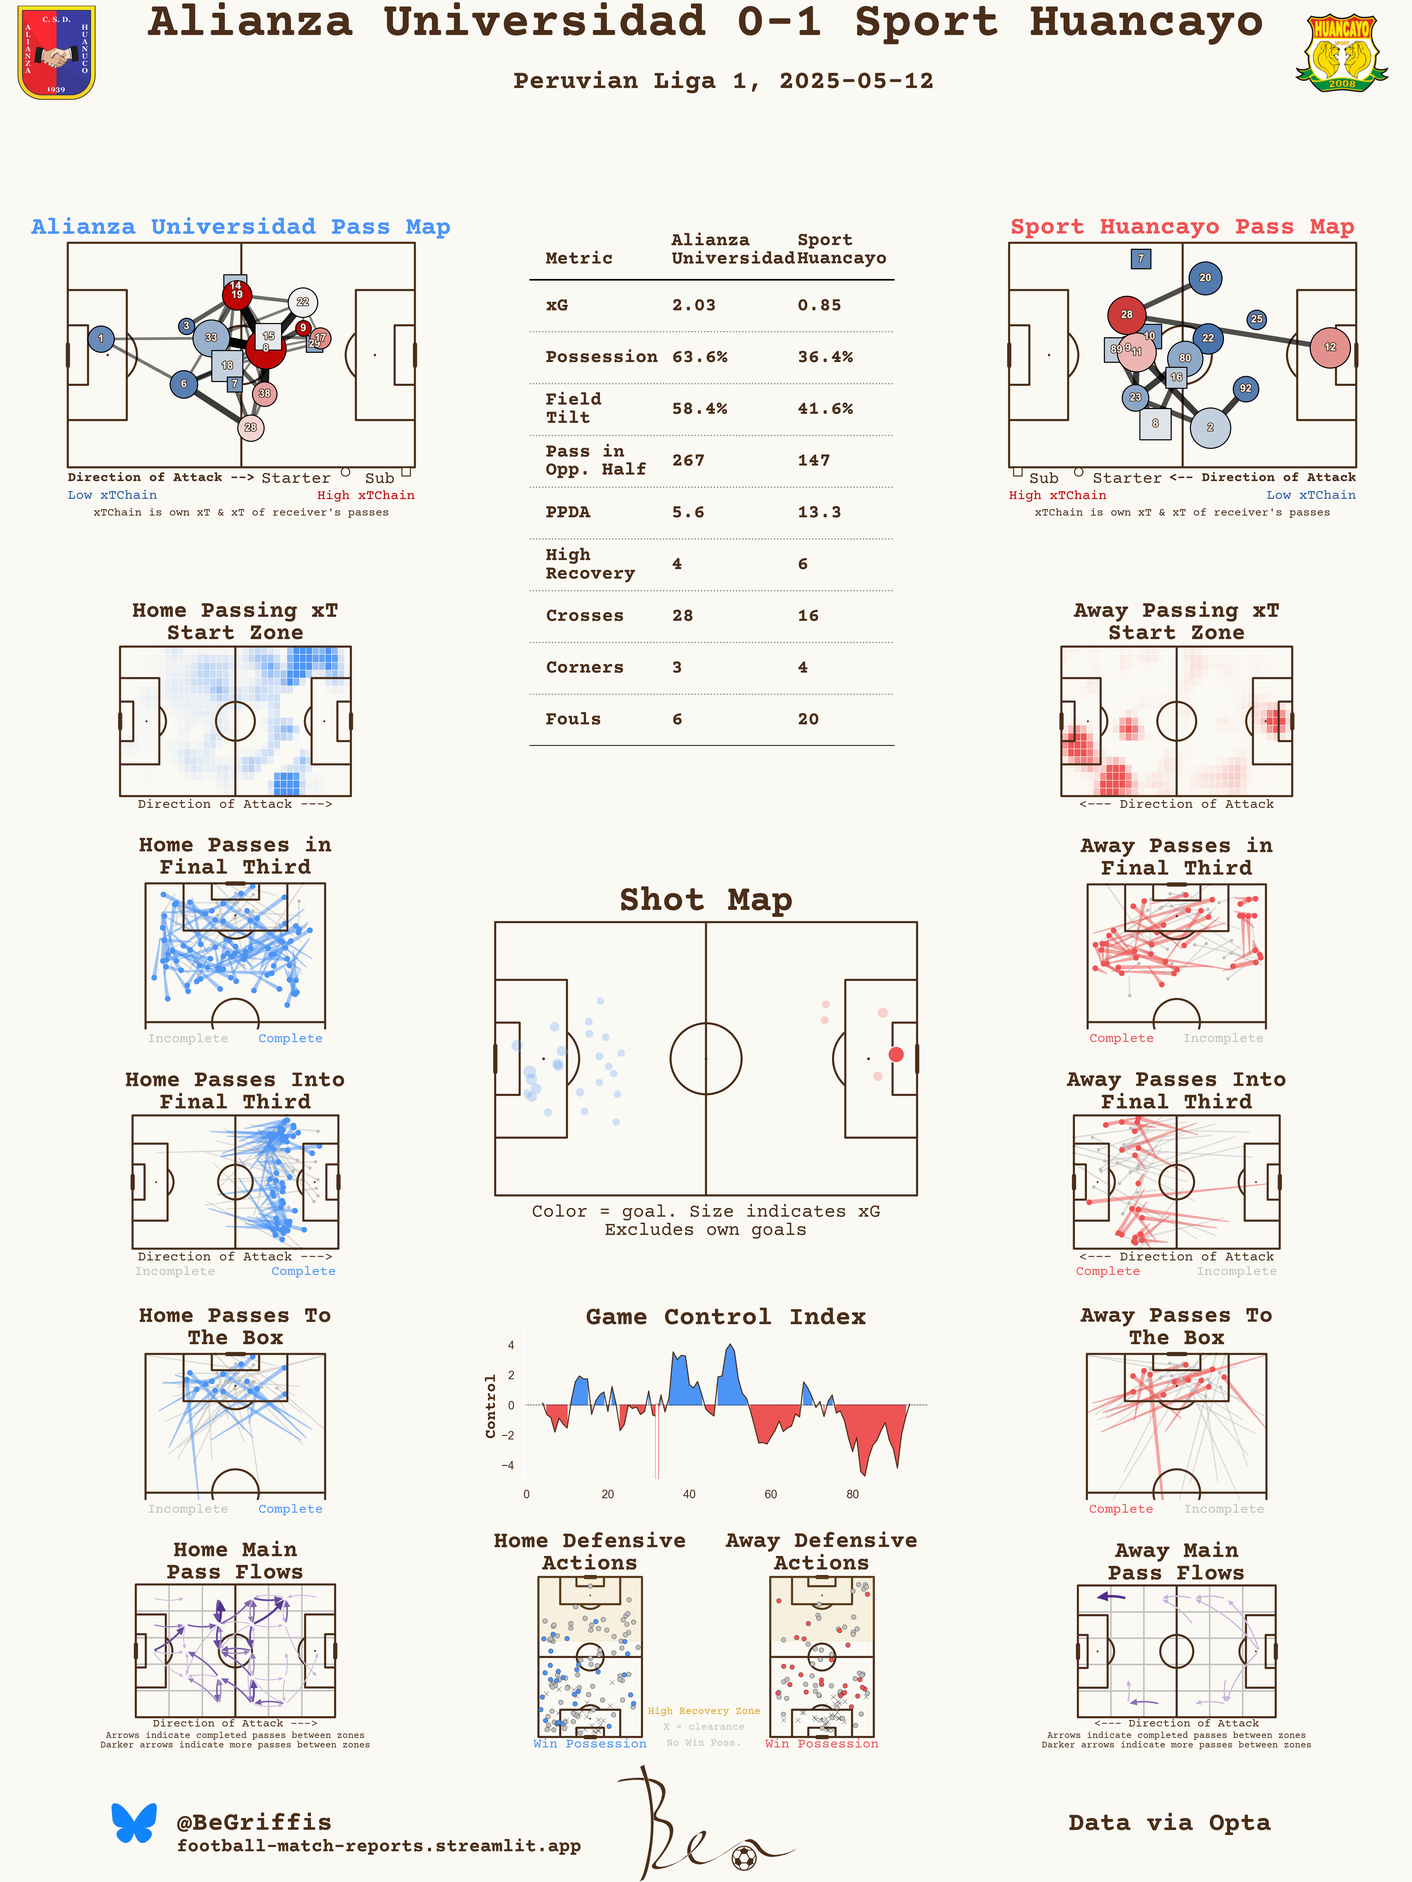 Alianza Universidad 0-1 Sport Huancayo
Peruvian Liga 1, 2025-05-12
C. S. D.
ALIANZA
HUANUCO
1939
HUANCAYO
SPORT
2008
Alianza Universidad Pass Map
1
3
33
6
18
7
14
19
15
8
38
28
22
9
17
29
Direction of Attack --> Starter Sub
Low xTChain High xTChain
xTChain is own xT & xT of receiver's passes
Metric Alianza Universidad Sport Huancayo
xG 2.03 0.85
Possession 63.6% 36.4%
Field Tilt 58.4% 41.6%
Pass in Opp. Half 267 147
PPDA 5.6 13.3
High Recovery 4 6
Crosses 28 16
Corners 3 4
Fouls 6 20
Sport Huancayo Pass Map
7
20
28
25
10
22
12
89
9
11
80
16
23
92
8
2
Sub Starter <-- Direction of Attack
High xTChain Low xTChain
xTChain is own xT & xT of receiver's passes
Home Passing xT
Start Zone
Direction of Attack --->
Away Passing xT
Start Zone
<--- Direction of Attack
Home Passes in
Final Third
Incomplete Complete
Away Passes in
Final Third
Complete Incomplete
Shot Map
Color = goal. Size indicates xG
Excludes own goals
Home Passes Into
Final Third
Direction of Attack --->
Incomplete Complete
Away Passes Into
Final Third
<--- Direction of Attack
Complete Incomplete
Home Passes To
The Box
Incomplete Complete
Game Control Index
Control
4
2
0
−2
−4
0 20 40 60 80
Away Passes To
The Box
Complete Incomplete
Home Main
Pass Flows
Direction of Attack --->
Arrows indicate completed passes between zones
Darker arrows indicate more passes between zones
Home Defensive
Actions
Win Possession
High Recovery Zone
X = clearance
No Win Poss.
Away Defensive
Actions
Win Possession
Away Main
Pass Flows
<--- Direction of Attack
Arrows indicate completed passes between zones
Darker arrows indicate more passes between zones
@BeGriffis
football-match-reports.streamlit.app
Ben
Data via Opta